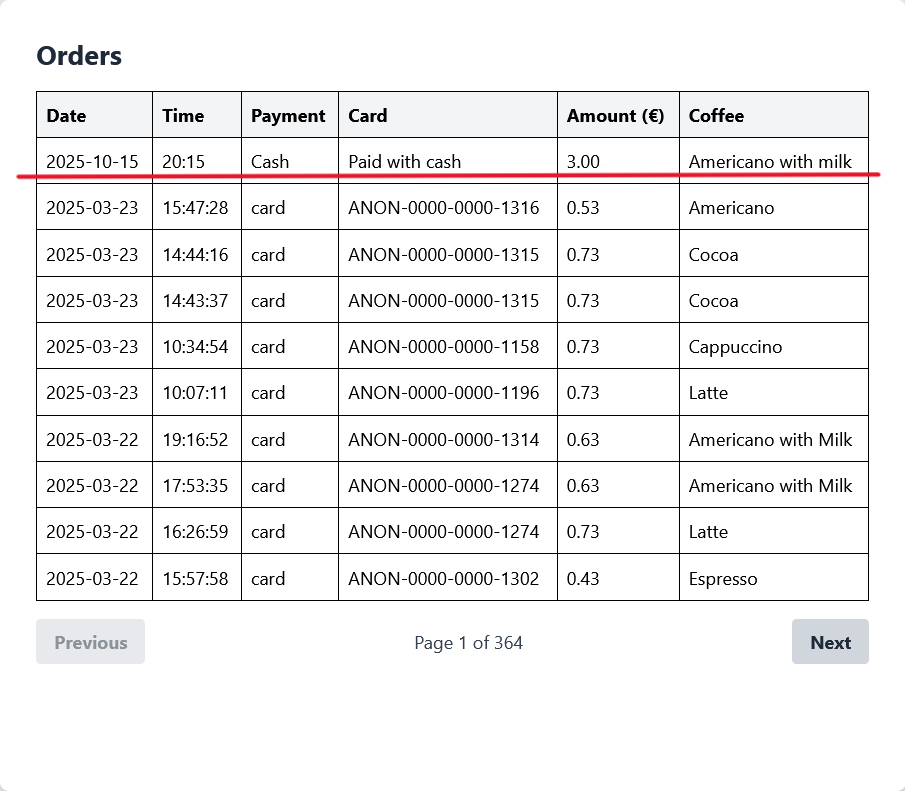 Orders
Date Time Payment Card Amount (€) Coffee
2025-10-15 20:15 Cash Paid with cash 3.00 Americano with milk
2025-03-23 15:47:28 card ANON-0000-0000-1316 0.53 Americano
2025-03-23 14:44:16 card ANON-0000-0000-1315 0.73 Cocoa
2025-03-23 14:43:37 card ANON-0000-0000-1315 0.73 Cocoa
2025-03-23 10:34:54 card ANON-0000-0000-1158 0.73 Cappuccino
2025-03-23 10:07:11 card ANON-0000-0000-1196 0.73 Latte
2025-03-22 19:16:52 card ANON-0000-0000-1314 0.63 Americano with Milk
2025-03-22 17:53:35 card ANON-0000-0000-1274 0.63 Americano with Milk
2025-03-22 16:26:59 card ANON-0000-0000-1274 0.73 Latte
2025-03-22 15:57:58 card ANON-0000-0000-1302 0.43 Espresso
Previous Page 1 of 364 Next